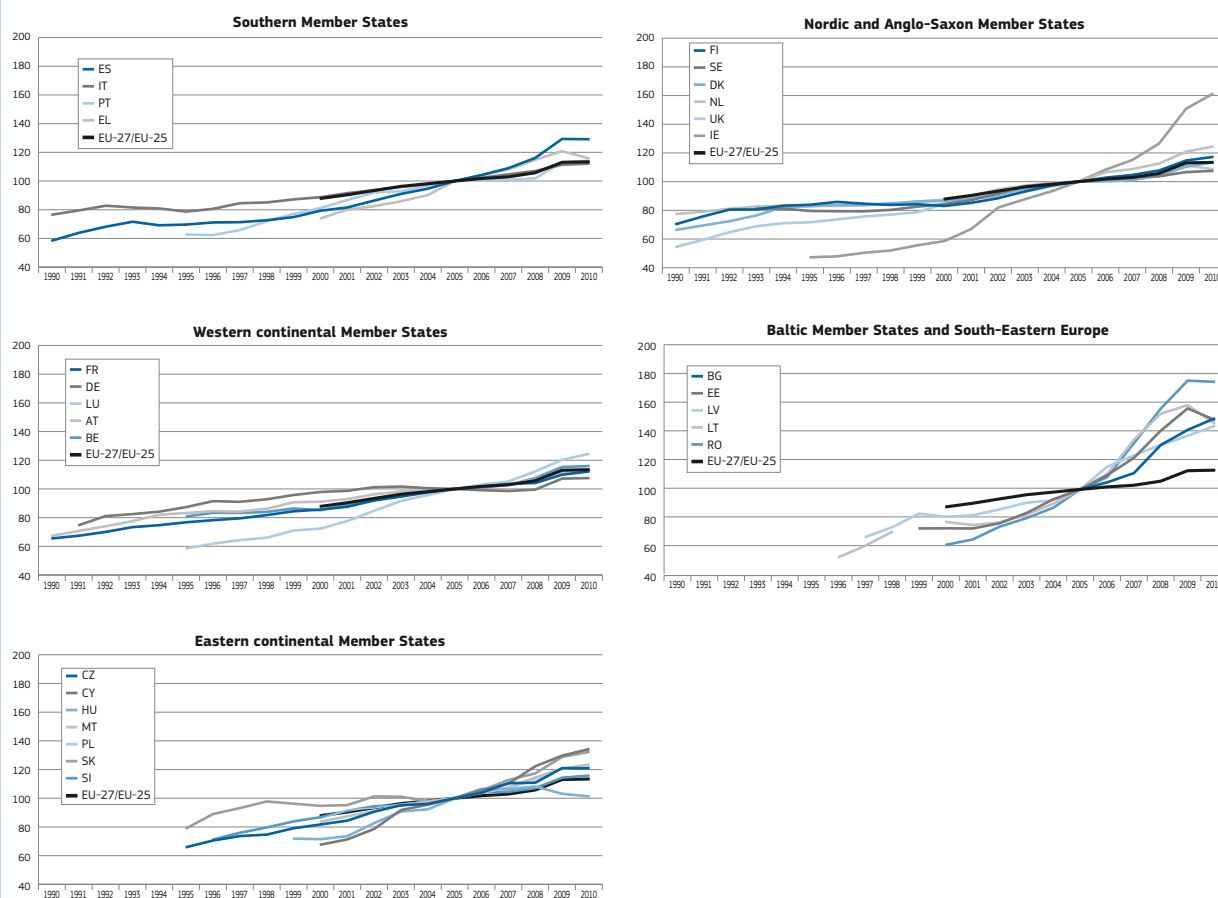 Southern Member States
200
180
160
140
120
100
80
60
40
ES
IT
PT
EL
EU-27/EU-25
1990 1991 1992 1993 1994 1995 1996 1997 1998 1999 2000 2001 2002 2003 2004 2005 2006 2007 2008 2009 2010
Nordic and Anglo-Saxon Member States
200
180
160
140
120
100
80
60
40
FI
SE
DK
NL
UK
IE
EU-27/EU-25
1990 1991 1992 1993 1994 1995 1996 1997 1998 1999 2000 2001 2002 2003 2004 2005 2006 2007 2008 2009 2010
Western continental Member States
200
180
160
140
120
100
80
60
40
FR
DE
LU
AT
BE
EU-27/EU-25
1990 1991 1992 1993 1994 1995 1996 1997 1998 1999 2000 2001 2002 2003 2004 2005 2006 2007 2008 2009 2010
Baltic Member States and South-Eastern Europe
200
180
160
140
120
100
80
60
40
BG
EE
LV
LT
RO
EU-27/EU-25
1990 1991 1992 1993 1994 1995 1996 1997 1998 1999 2000 2001 2002 2003 2004 2005 2006 2007 2008 2009 201
Eastern continental Member States
200
180
160
140
120
100
80
60
40
CZ
CY
HU
MT
PL
SK
SI
EU-27/EU-25
1990 1991 1992 1993 1994 1995 1996 1997 1998 1999 2000 2001 2002 2003 2004 2005 2006 2007 2008 2009 2010